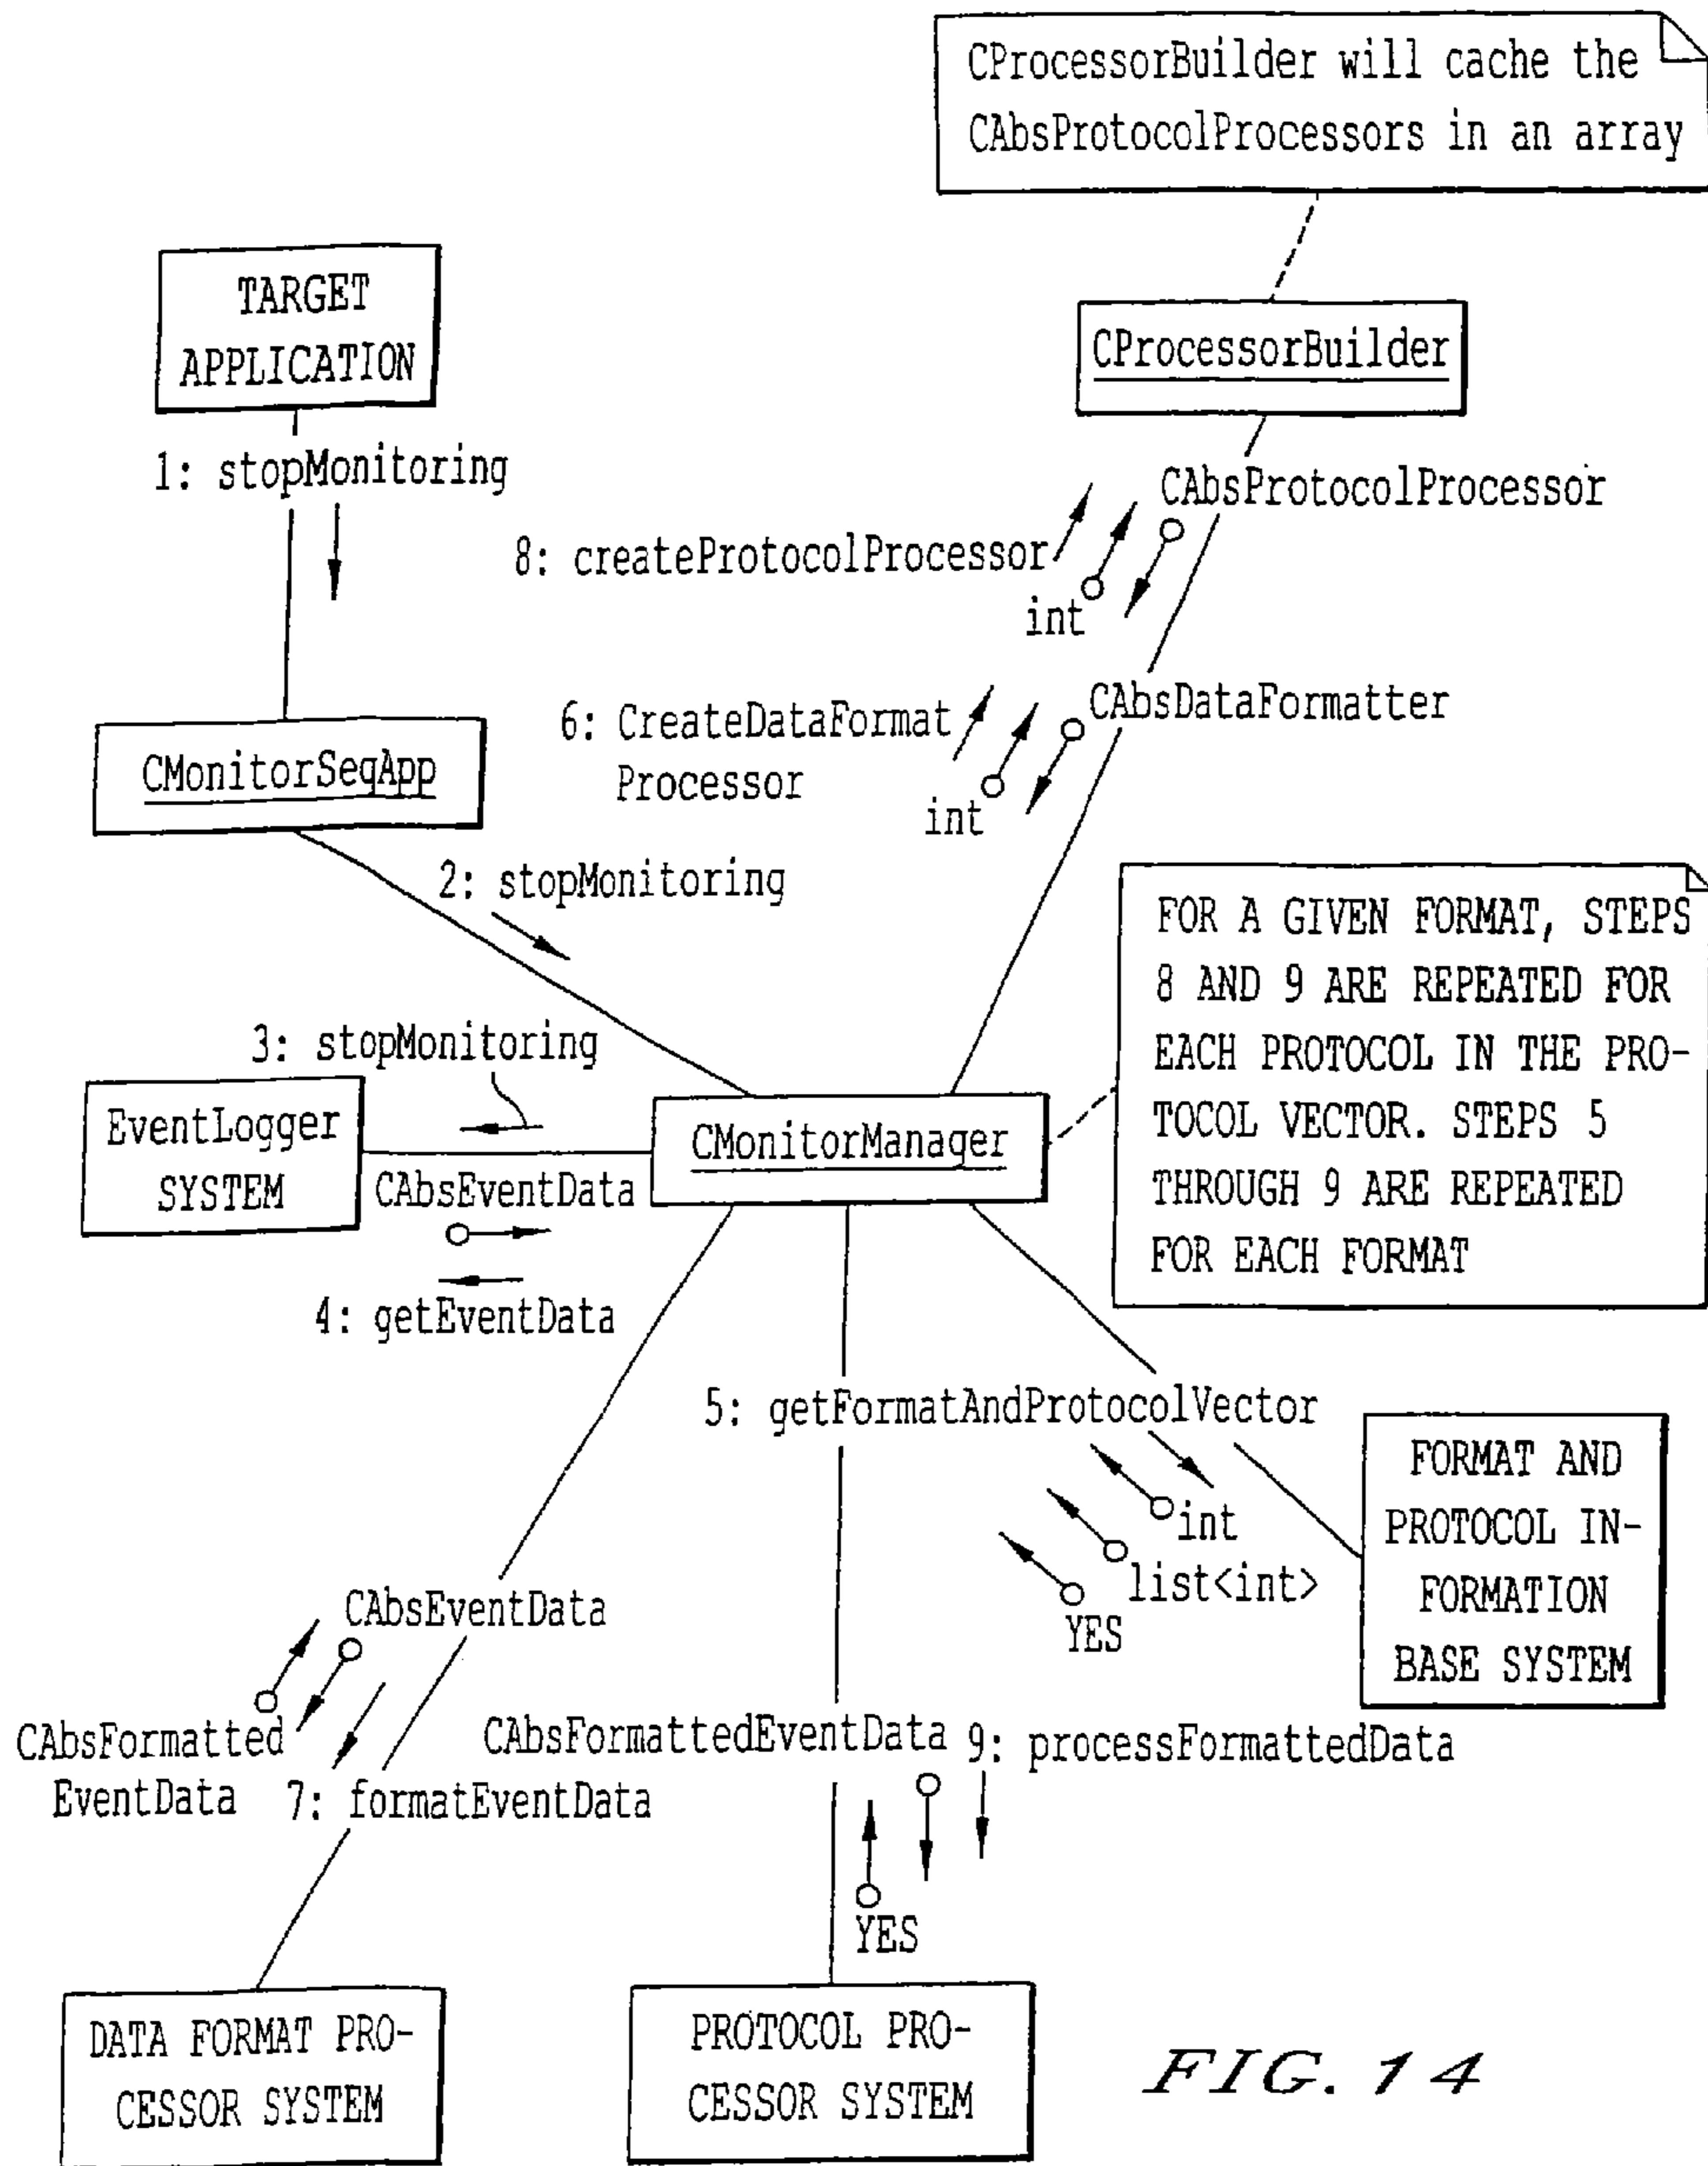 CProcessorBuilder will cache the
CAbsProtocolProcessors in an array
TARGET
APPLICATION
CProcessorBuilder
1: stopMonitoring
CAbsProtocolProcessor
8: createProtocolProcessor
int
CAbsDataFormatter
6: CreateDataFormat
Processor
int
CMonitorSeqApp
2: stopMonitoring
FOR A GIVEN FORMAT, STEPS
8 AND 9 ARE REPEATED FOR
EACH PROTOCOL IN THE PRO-
TOCOL VECTOR. STEPS 5
THROUGH 9 ARE REPEATED
FOR EACH FORMAT
3: stopMonitoring
EventLogger
SYSTEM
CMonitorManager
CAbsEventData
4: getEventData
5: getFormatAndProtocolVector
int
list<int>
YES
FORMAT AND
PROTOCOL IN-
FORMATION
BASE SYSTEM
CAbsEventData
CAbsFormatted
EventData
7: formatEventData
CAbsFormattedEventData
9: processFormattedData
YES
DATA FORMAT PRO-
CESSOR SYSTEM
PROTOCOL PRO-
CESSOR SYSTEM
FIG. 14